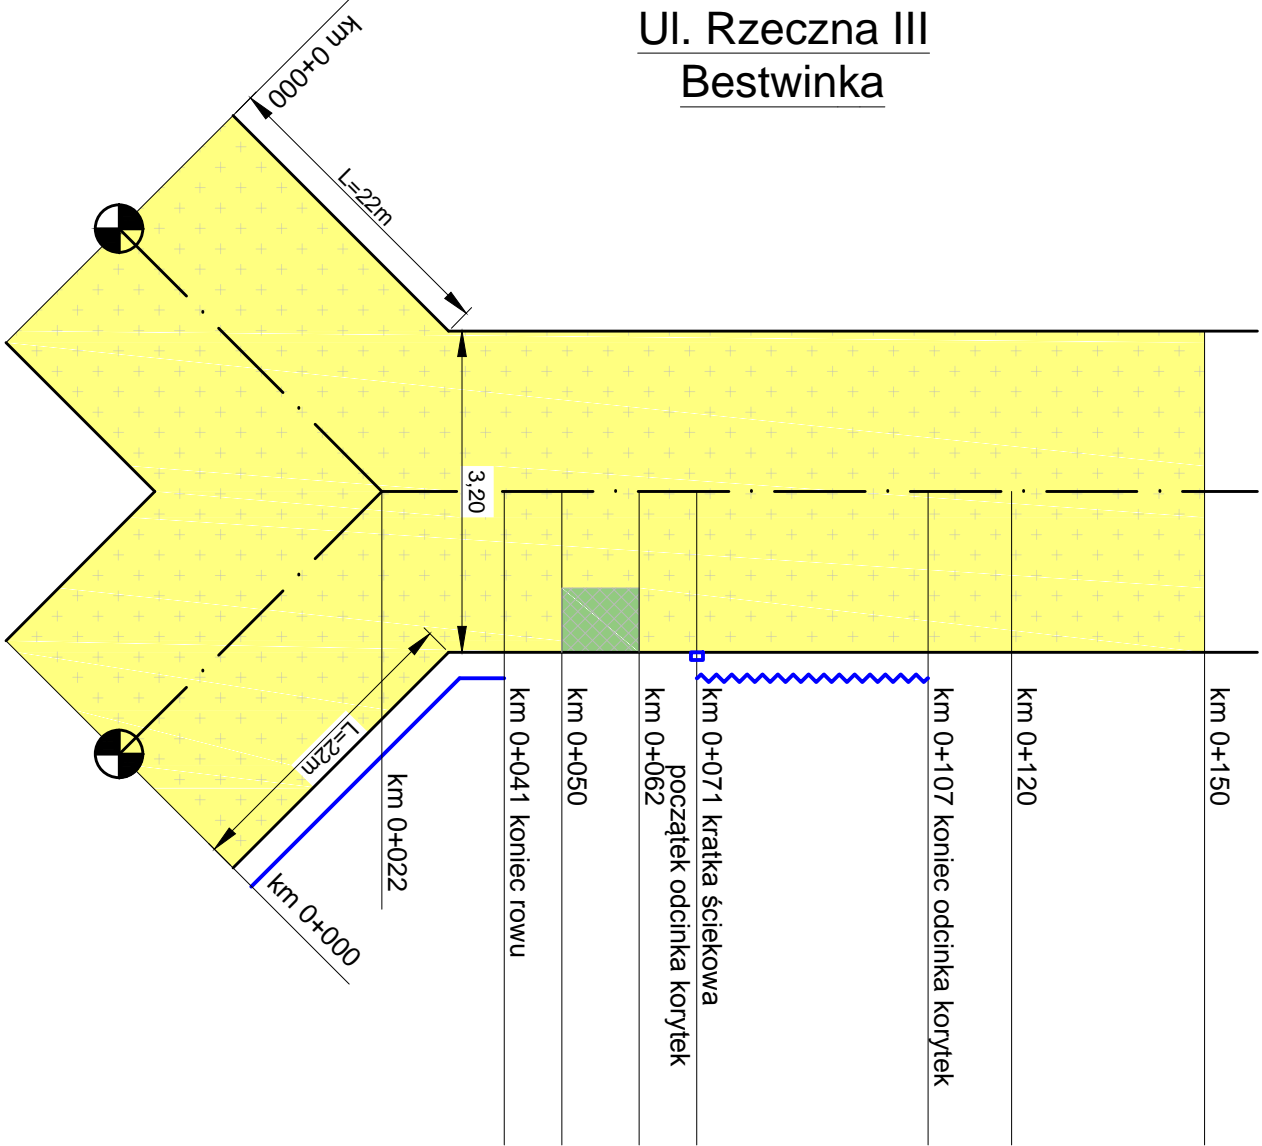 Ul. Rzeczna III
Bestwinka
km 0+000
L=22m
3,20
L=22m
km 0+000
km 0+022
km 0+041 koniec rowu
km 0+050
km 0+062
km 0+071 kratka ściekowa
początek odcinka korytek
km 0+107 koniec odcinka korytek
km 0+120
km 0+150